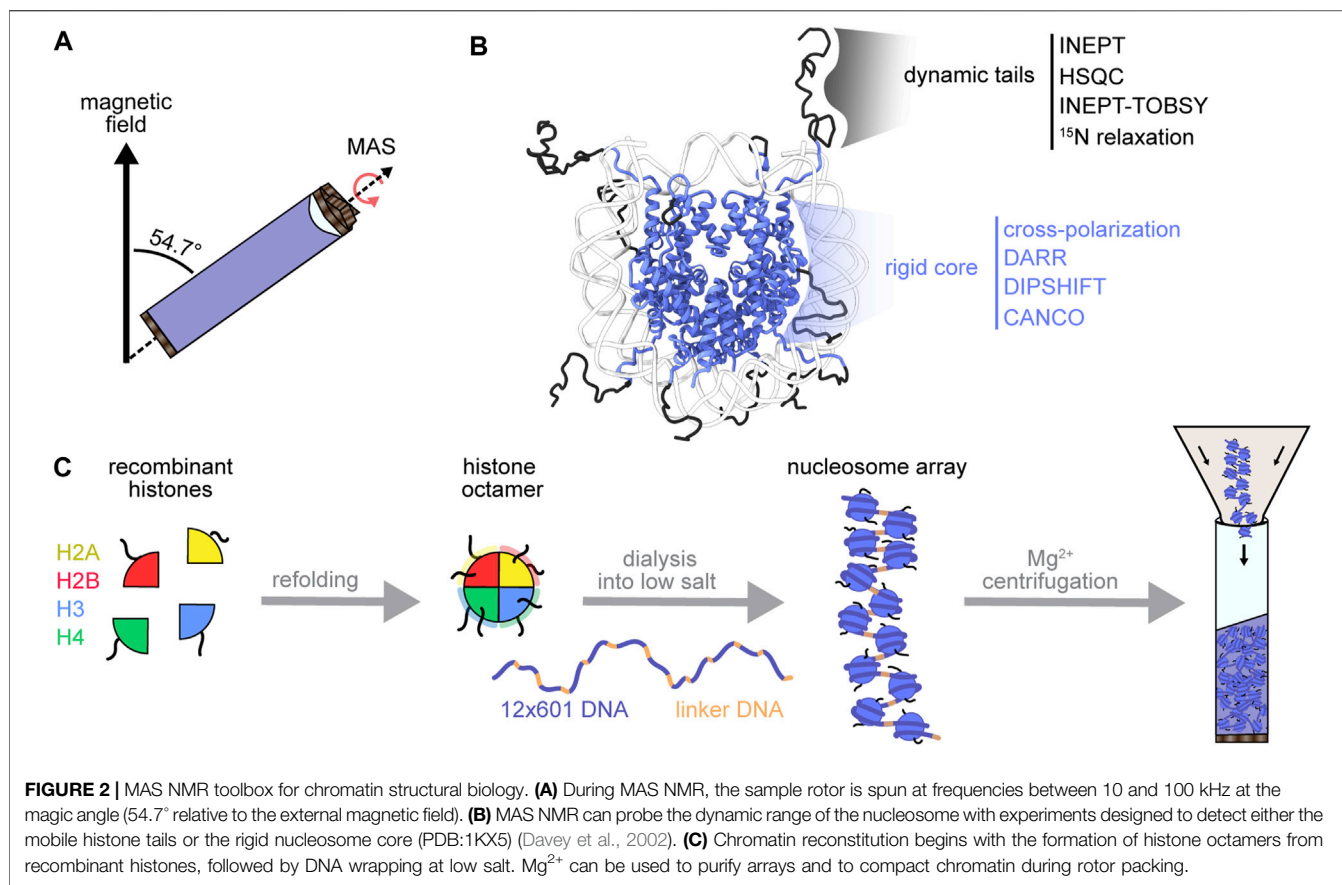 A
magnetic
field
MAS
54.7°
B
dynamic tails
INEPT
HSQC
INEPT-TOBSY
¹⁵N relaxation
rigid core
cross-polarization
DARR
DIPSHIFT
CANCO
C
recombinant
histones
H2A
H2B
H3
H4
refolding
histone
octamer
dialysis
into low salt
12x601 DNA
linker DNA
nucleosome array
Mg²⁺
centrifugation
FIGURE 2 | MAS NMR toolbox for chromatin structural biology. (A) During MAS NMR, the sample rotor is spun at frequencies between 10 and 100 kHz at the
magic angle (54.7° relative to the external magnetic field). (B) MAS NMR can probe the dynamic range of the nucleosome with experiments designed to detect either the
mobile histone tails or the rigid nucleosome core (PDB:1KX5) (Davey et al., 2002). (C) Chromatin reconstitution begins with the formation of histone octamers from
recombinant histones, followed by DNA wrapping at low salt. Mg²⁺ can be used to purify arrays and to compact chromatin during rotor packing.